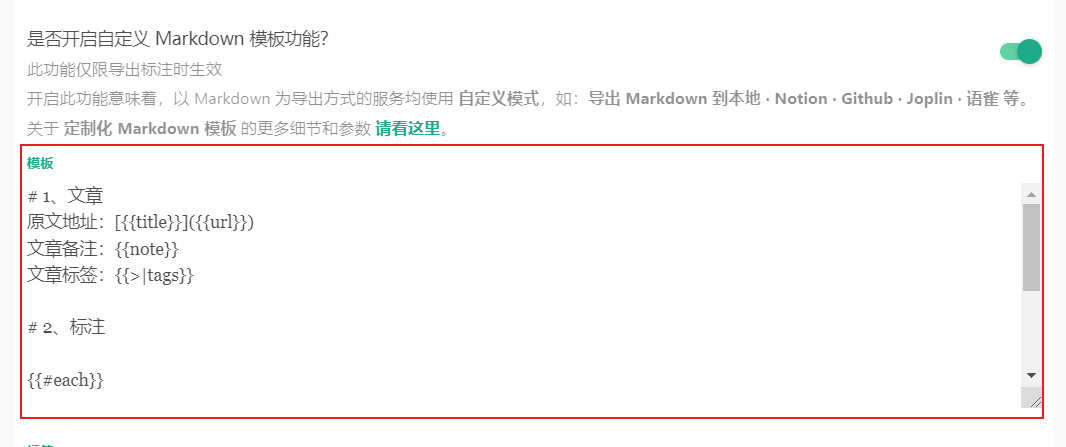 是否开启自定义 Markdown 模板功能？
此功能仅限导出标注时生效
开启此功能意味着，以 Markdown 为导出方式的服务均使用 自定义模式，如：导出 Markdown 到本地 · Notion · Github · Joplin · 语雀 等。
关于 定制化 Markdown 模板 的更多细节和参数 请看这里。
模板
# 1、文章
原文地址：[{{title}}]({{url}})
文章备注：{{note}}
文章标签：{{>|tags}}
# 2、标注
{{#each}}